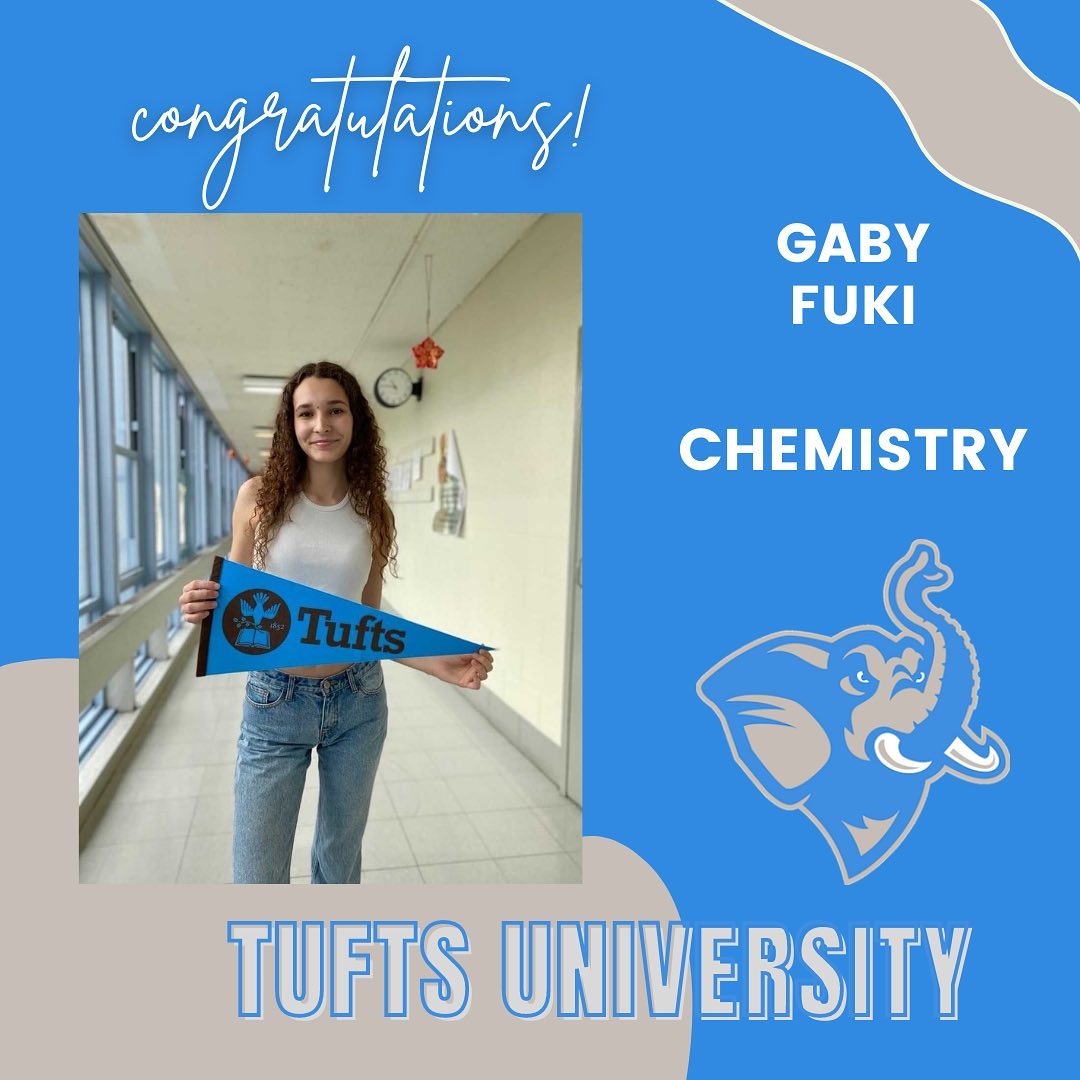 congratulations!
GABY
FUKI
CHEMISTRY
1852
Tufts
TUFTS UNIVERSITY